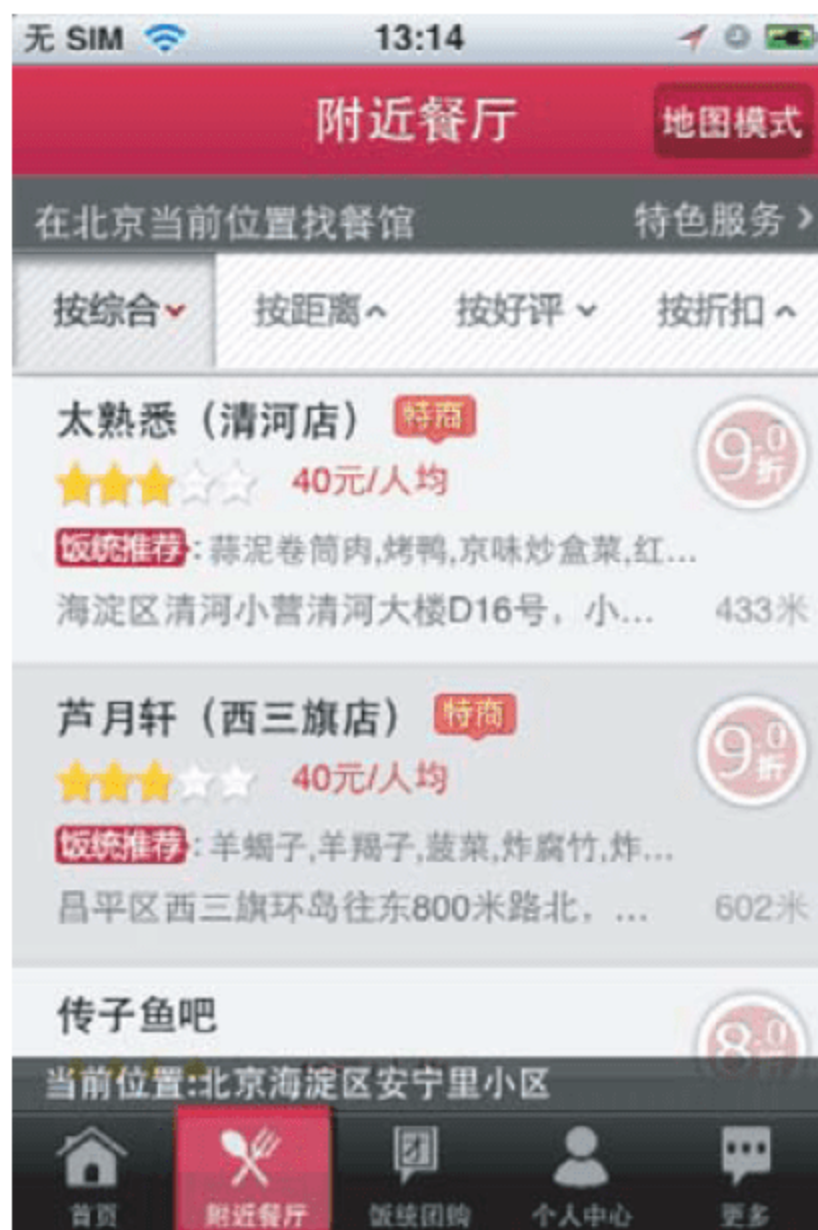 无 SIM 13:14
附近餐厅 地图模式
在北京当前位置找餐馆 特色服务 >
按综合 按距离 按好评 按折扣
太熟悉（清河店） 特商 9.0折
40元/人均
饭统推荐:蒜泥卷筒肉,烤鸭,京味炒盒菜,红...
海淀区清河小营清河大楼D16号，小... 433米
芦月轩（西三旗店） 特商 9.0折
40元/人均
饭统推荐:羊蝎子,羊羯子,菠菜,炸腐竹,炸...
昌平区西三旗环岛往东800米路北，... 602米
传子鱼吧 8.0
当前位置:北京海淀区安宁里小区
首页 附近餐厅 饭统团购 个人中心 更多